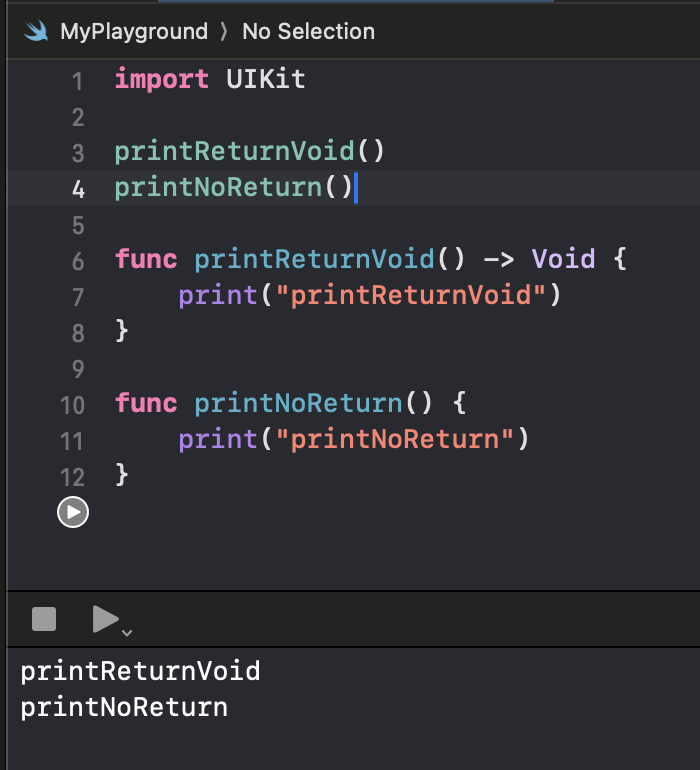 MyPlayground 〉 No Selection
1 import UIKit
2
3 printReturnVoid()
4 printNoReturn()
5
6 func printReturnVoid() -> Void {
7 print("printReturnVoid")
8 }
9
10 func printNoReturn() {
11 print("printNoReturn")
12 }
printReturnVoid
printNoReturn